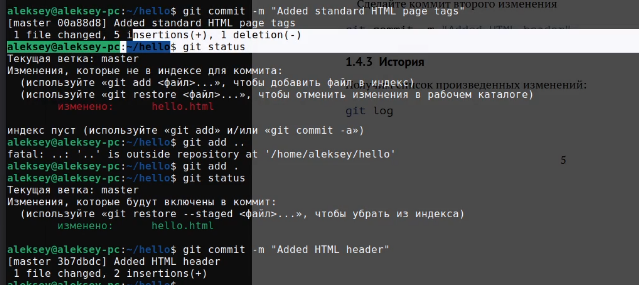 aleksey@aleksey-pc:~/hello$ git commit -m "Added standard HTML page tags"
[master 00a88d8] Added standard HTML page tags
1 file changed, 5 insertions(+), 1 deletion(-)
aleksey@aleksey-pc:~/hello$ git status
Текущая ветка: master
Изменения, которые не в индексе для коммита:
(используйте «git add <файл>...», чтобы добавить файл в индекс)
(используйте «git restore <файл>...», чтобы отменить изменения в рабочем каталоге)
изменено: hello.html
индекс пуст (используйте «git add» и/или «git commit -a»)
aleksey@aleksey-pc:~/hello$ git add ..
fatal: ..: '..' is outside repository at '/home/aleksey/hello'
aleksey@aleksey-pc:~/hello$ git add .
aleksey@aleksey-pc:~/hello$ git status
Текущая ветка: master
Изменения, которые будут включены в коммит:
(используйте «git restore --staged <файл>...», чтобы убрать из индекса)
изменено: hello.html
aleksey@aleksey-pc:~/hello$ git commit -m "Added HTML header"
[master 3b7dbdc] Added HTML header
1 file changed, 2 insertions(+)
aleksey@aleksey-pc:~/hello$
Сделайте коммит второго изменения
1.4.3 История
список произведенных изменений:
git log
5